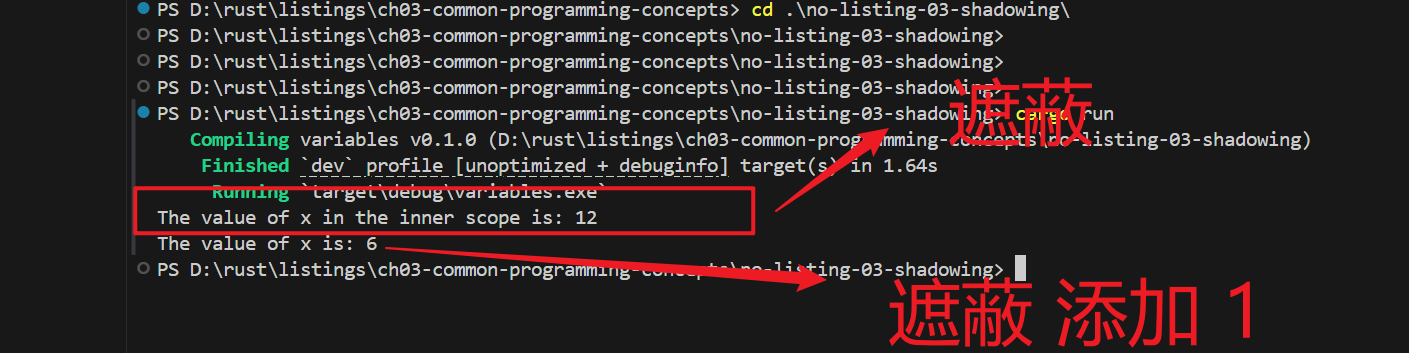 PS D:\rust\listings\ch03-common-programming-concepts> cd .\no-listing-03-shadowing\
PS D:\rust\listings\ch03-common-programming-concepts\no-listing-03-shadowing>
PS D:\rust\listings\ch03-common-programming-concepts\no-listing-03-shadowing>
PS D:\rust\listings\ch03-common-programming-concepts\no-listing-03-shadowing>
PS D:\rust\listings\ch03-common-programming-concepts\no-listing-03-shadowing> cargo run
遮蔽
Compiling variables v0.1.0 (D:\rust\listings\ch03-common-programming-concepts\no-listing-03-shadowing)
Finished `dev` profile [unoptimized + debuginfo] target(s) in 1.64s
Running `target\debug\variables.exe`
The value of x in the inner scope is: 12
The value of x is: 6
PS D:\rust\listings\ch03-common-programming-concepts\no-listing-03-shadowing>
遮蔽 添加 1